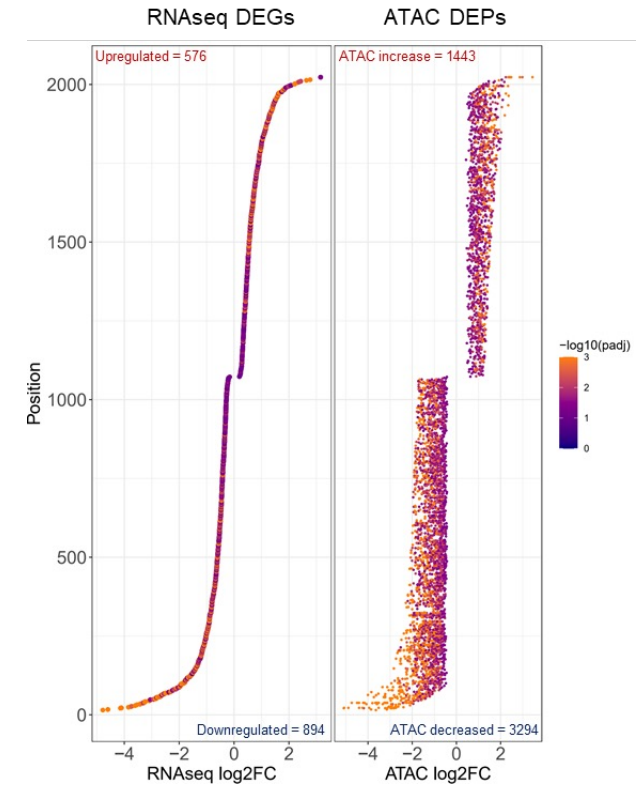 RNAseq DEGs
ATAC DEPs
Upregulated = 576
ATAC increase = 1443
2000
1500
1000
500
0
Position
Downregulated = 894
ATAC decreased = 3294
−4 −2 0 2
−4 −2 0 2
RNAseq log2FC
ATAC log2FC
−log10(padj)
3
2
1
0